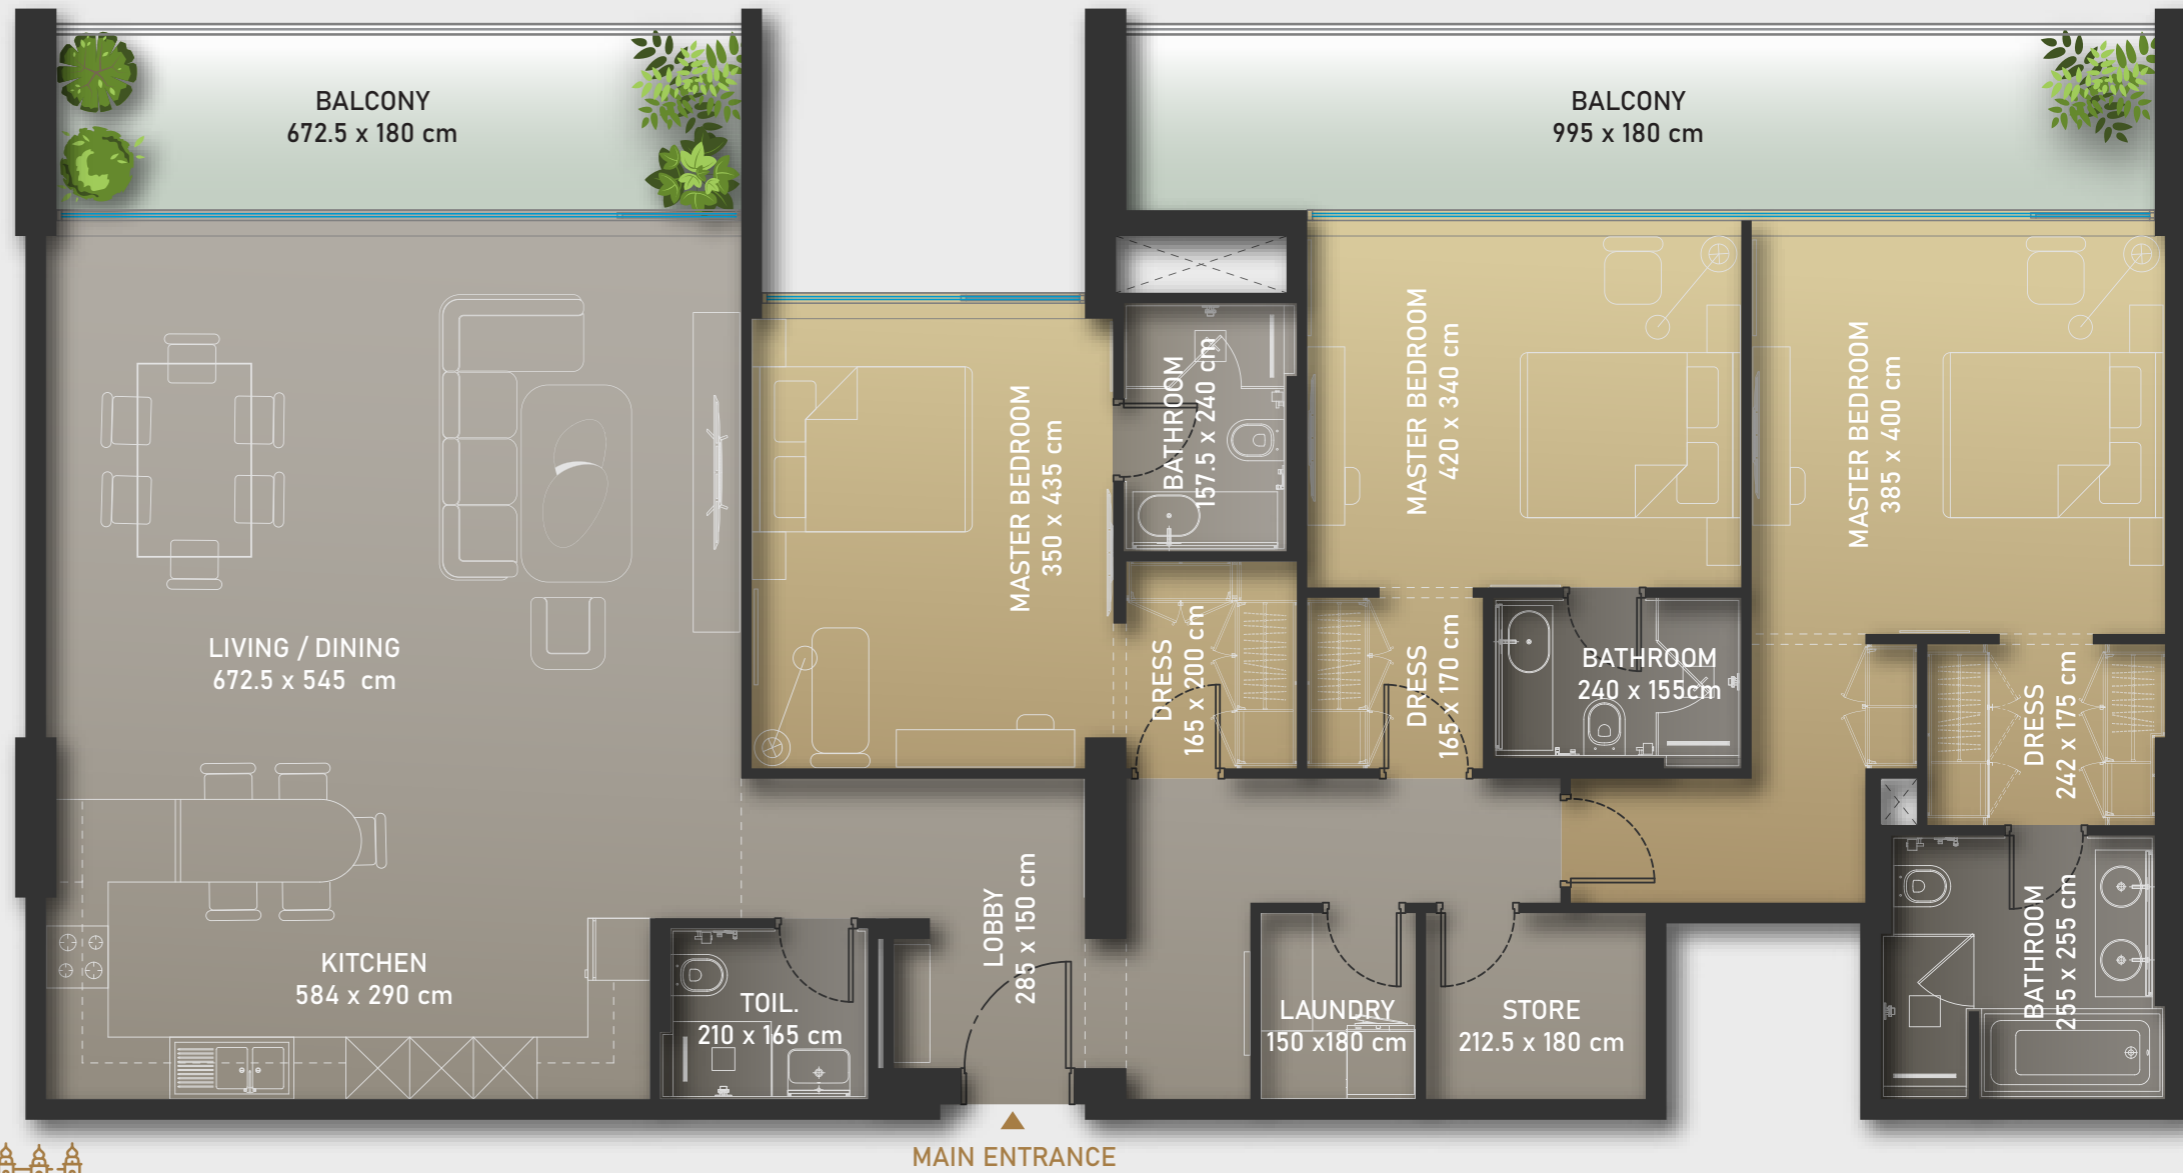 BALCONY
672.5 x 180 cm
BALCONY
995 x 180 cm
MASTER BEDROOM
350 x 435 cm
BATHROOM
157.5 x 240 cm
MASTER BEDROOM
420 x 340 cm
MASTER BEDROOM
385 x 400 cm
LIVING / DINING
672.5 x 545 cm
DRESS
165 x 200 cm
DRESS
165 x 170 cm
BATHROOM
240 x 155cm
DRESS
242 x 175 cm
KITCHEN
584 x 290 cm
TOIL.
210 x 165 cm
LOBBY
285 x 150 cm
LAUNDRY
150 x180 cm
STORE
212.5 x 180 cm
BATHROOM
255 x 255 cm
MAIN ENTRANCE